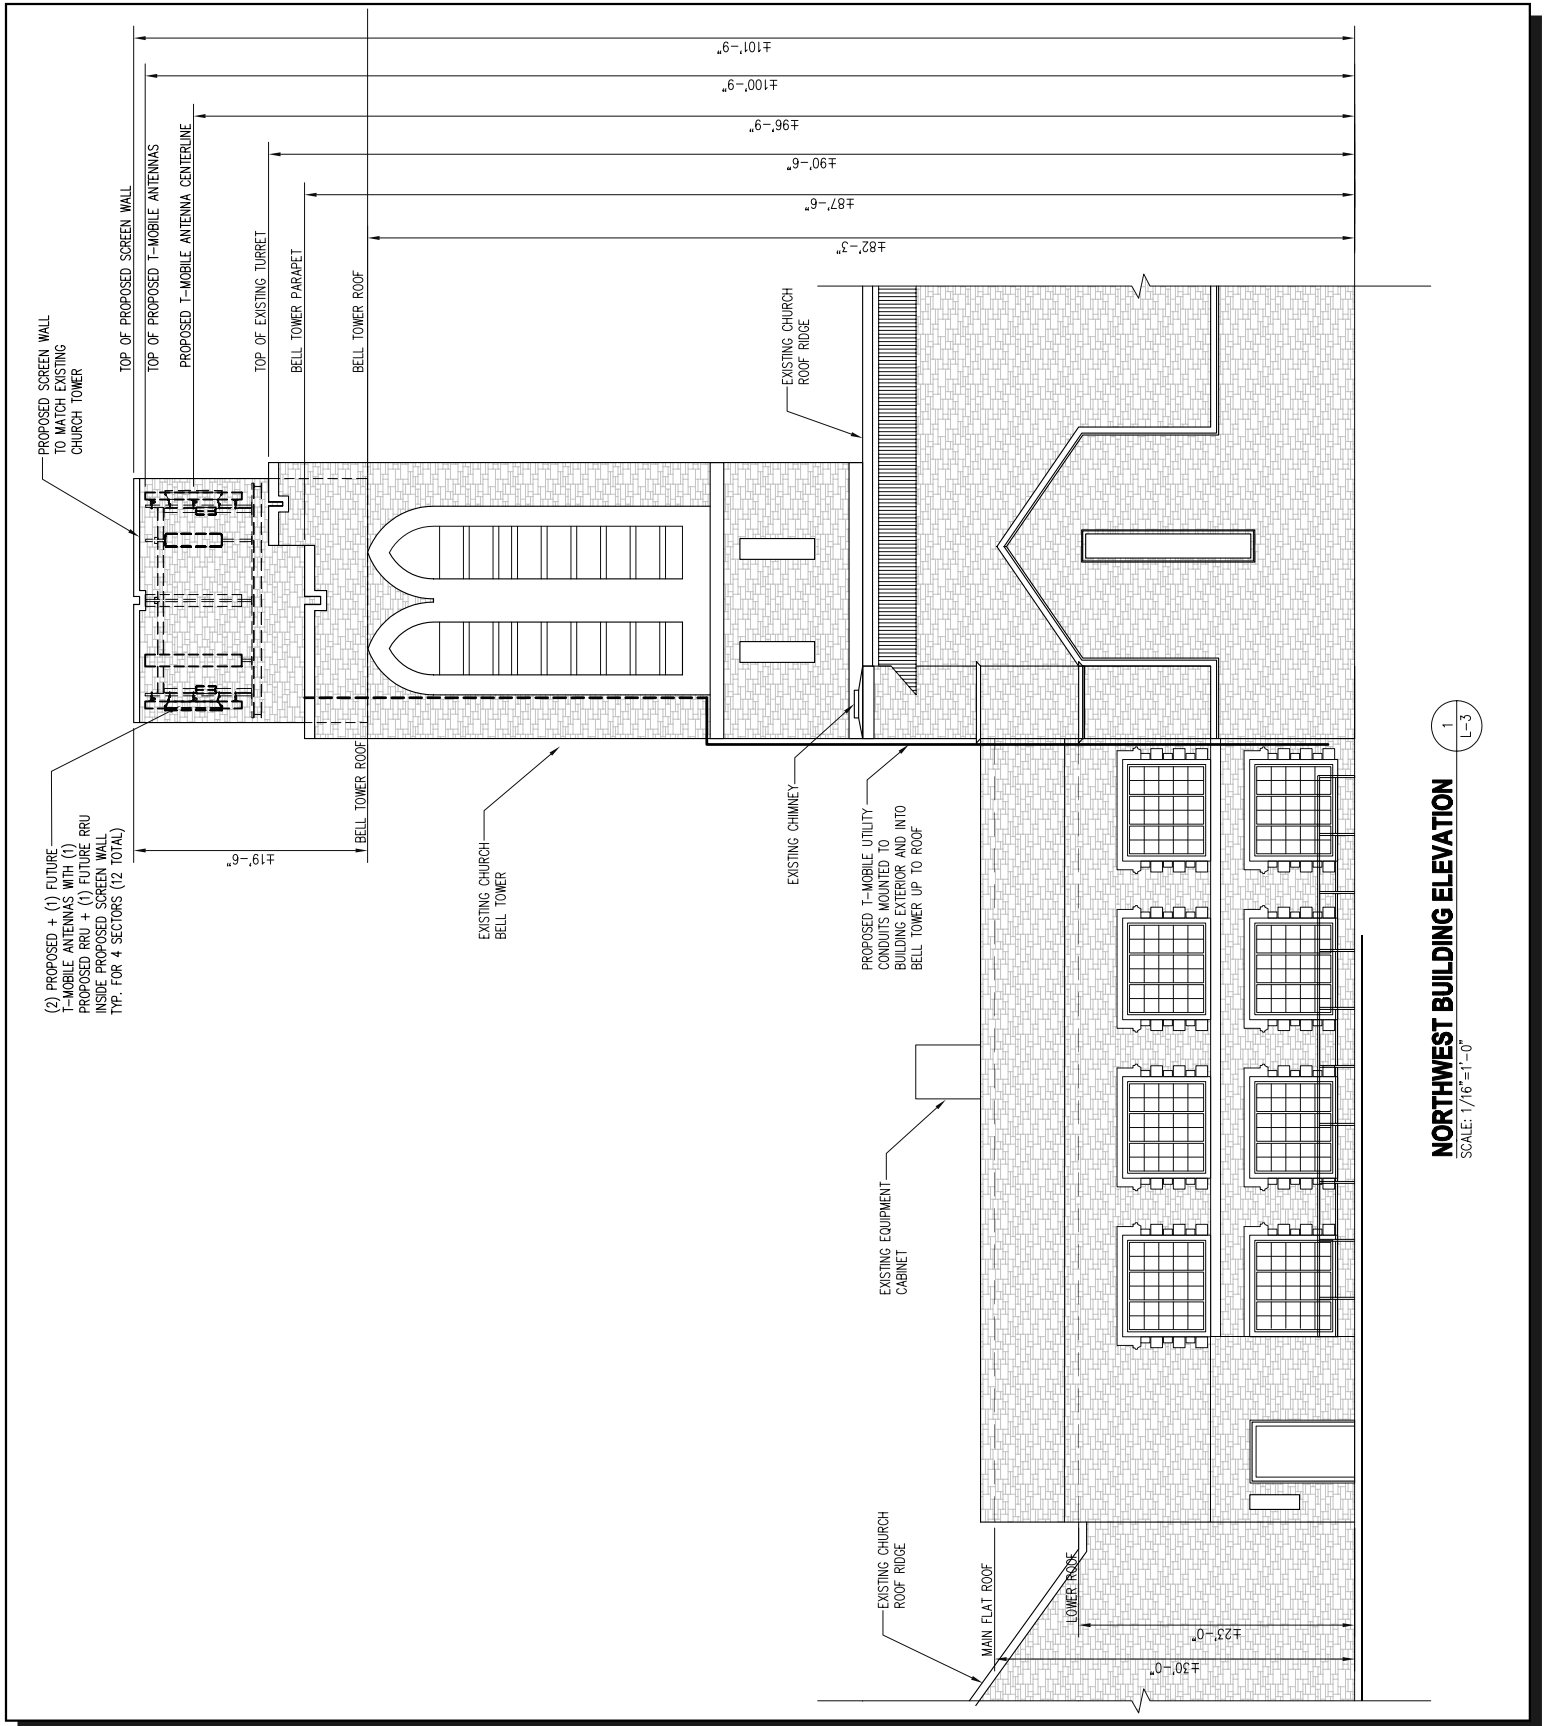 PROPOSED SCREEN WALL
TO MATCH EXISTING
CHURCH TOWER
TOP OF PROPOSED SCREEN WALL
TOP OF PROPOSED T-MOBILE ANTENNAS
PROPOSED T-MOBILE ANTENNA CENTERLINE
TOP OF EXISTING TURRET
BELL TOWER PARAPET
BELL TOWER ROOF
±101'-9"
±100'-9"
±96'-9"
±90'-6"
±87'-6"
±82'-3"
EXISTING CHURCH
ROOF RIDGE
(2) PROPOSED + (1) FUTURE
T-MOBILE ANTENNAS WITH (1)
PROPOSED RRU + (1) FUTURE RRU
INSIDE PROPOSED SCREEN WALL
TYP. FOR 4 SECTORS (12 TOTAL)
±19'-6"
BELL TOWER ROOF
EXISTING CHURCH
BELL TOWER
EXISTING CHIMNEY
PROPOSED T-MOBILE UTILITY
CONDUITS MOUNTED TO
BUILDING EXTERIOR AND INTO
BELL TOWER UP TO ROOF
EXISTING EQUIPMENT
CABINET
EXISTING CHURCH
ROOF RIDGE
MAIN FLAT ROOF
LOWER ROOF
±23'-0"
±30'-0"
NORTHWEST BUILDING ELEVATION
SCALE: 1/16"=1'-0"
1
L-3